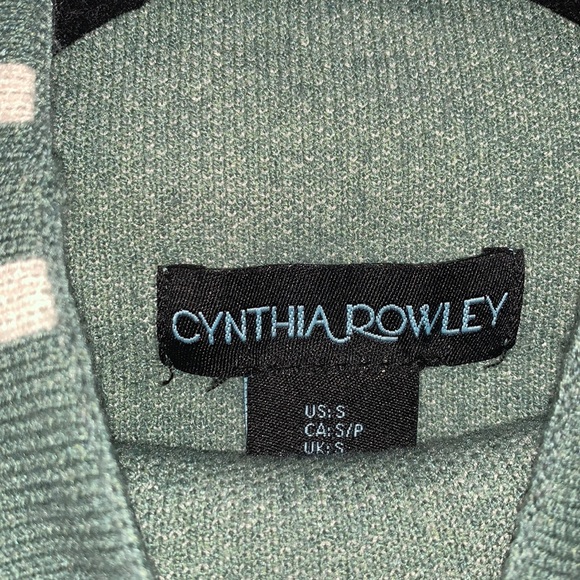 CYNTHIA ROWLEY
US: S
CA: S/P
UK: S